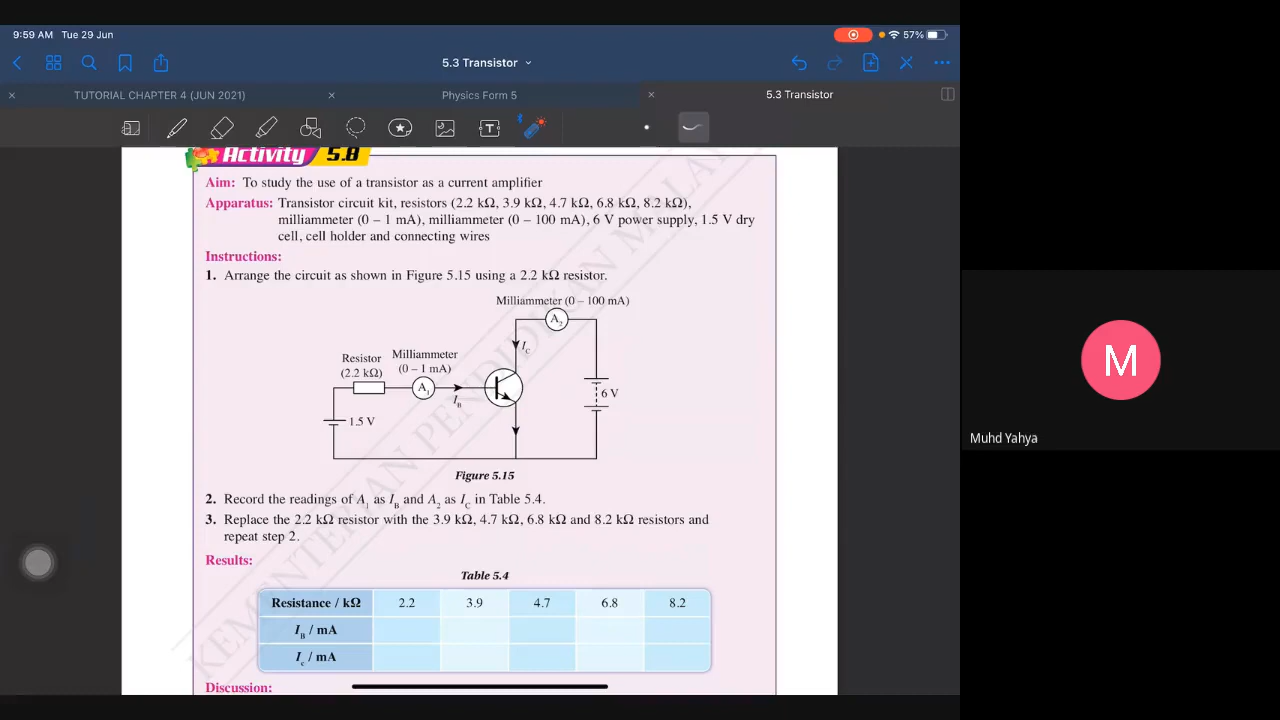 9:59 AM Tue 29 Jun
57%
5.3 Transistor
TUTORIAL CHAPTER 4 (JUN 2021)
Physics Form 5
5.3 Transistor
Activity 5.8
Aim: To study the use of a transistor as a current amplifier
Apparatus: Transistor circuit kit, resistors (2.2 kΩ, 3.9 kΩ, 4.7 kΩ, 6.8 kΩ, 8.2 kΩ),
milliammeter (0 – 1 mA), milliammeter (0 – 100 mA), 6 V power supply, 1.5 V dry
cell, cell holder and connecting wires
Instructions:
1. Arrange the circuit as shown in Figure 5.15 using a 2.2 kΩ resistor.
Milliammeter (0 – 100 mA)
A2
IC
Resistor
(2.2 kΩ)
Milliammeter
(0 – 1 mA)
A1
IB
6 V
1.5 V
Figure 5.15
2. Record the readings of A1 as IB and A2 as IC in Table 5.4.
3. Replace the 2.2 kΩ resistor with the 3.9 kΩ, 4.7 kΩ, 6.8 kΩ and 8.2 kΩ resistors and
repeat step 2.
Results:
Table 5.4
Resistance / kΩ 2.2 3.9 4.7 6.8 8.2
IB / mA
Ic / mA
Discussion:
KEMENTERIAN PENDIDIKAN MALAY
M
Muhd Yahya